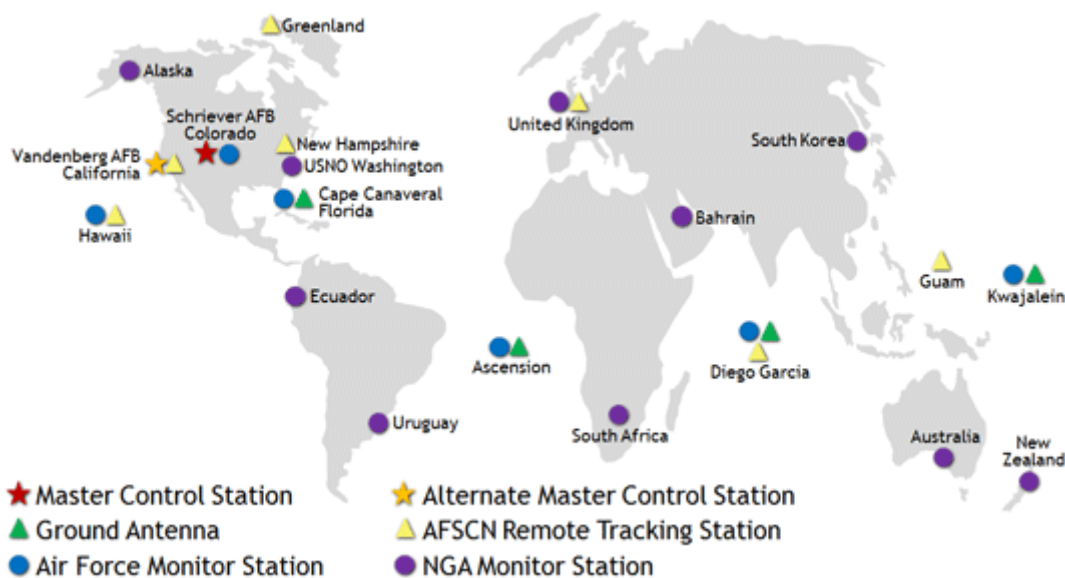 Greenland
Alaska
Schriever AFB
Colorado
New Hampshire
USNO Washington
Vandenberg AFB
California
Cape Canaveral
Florida
Hawaii
United Kingdom
South Korea
Bahrain
Guam
Kwajalein
Ecuador
Ascension
Diego Garcia
Uruguay
South Africa
Australia
New
Zealand
Master Control Station
Alternate Master Control Station
Ground Antenna
AFSCN Remote Tracking Station
Air Force Monitor Station
NGA Monitor Station